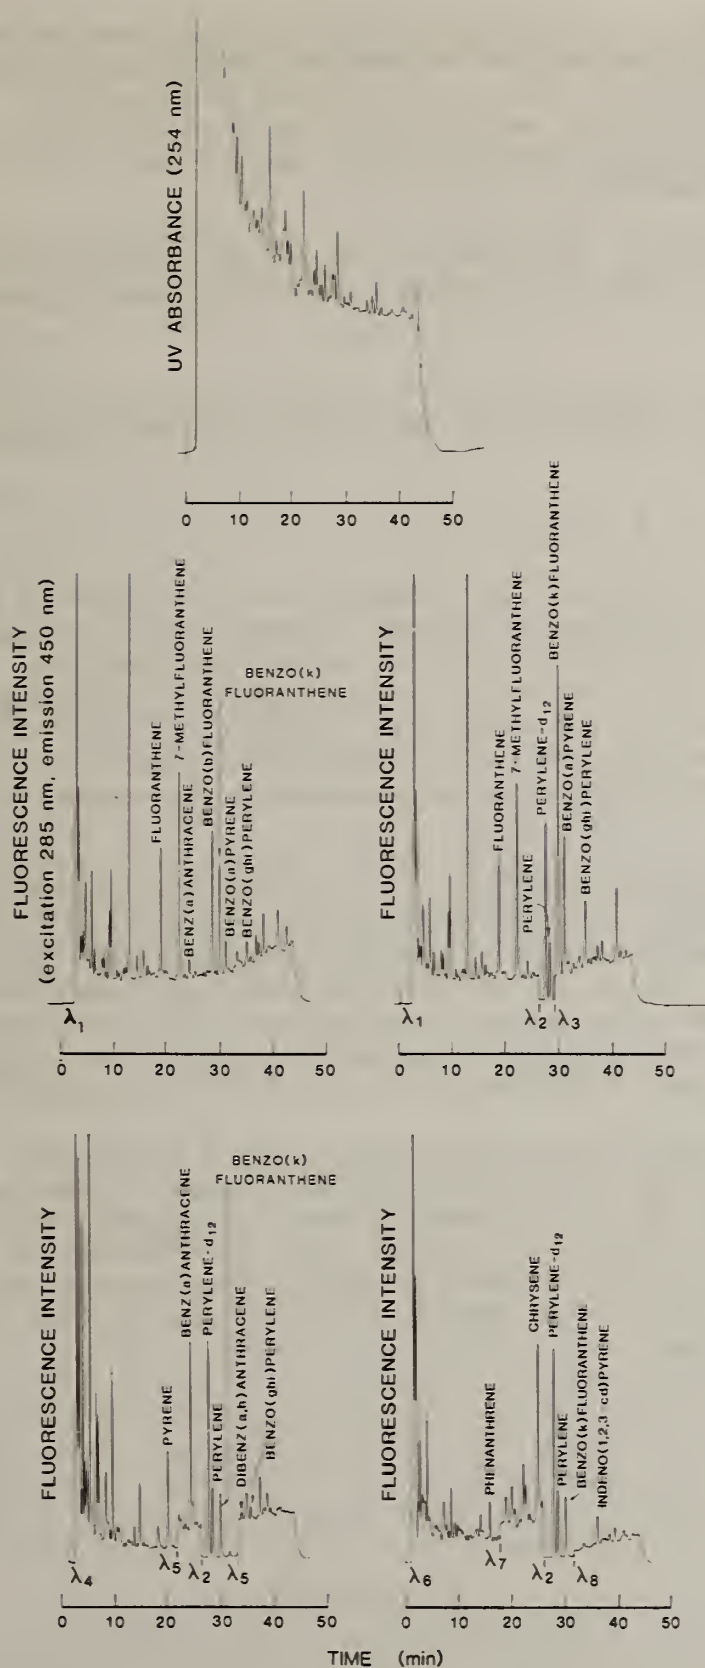 UV ABSORBANCE (254 nm)
0 10 20 30 40 50
FLUORESCENCE INTENSITY
(excitation 285 nm, emission 450 nm)
FLUORANTHENE
7-METHYLFLUORANTHENE
BENZ(a)ANTHRACENE
BENZO(b)FLUORANTHENE
BENZO(k)
FLUORANTHENE
BENZO(a)PYRENE
BENZO(ghi)PERYLENE
λ1
0 10 20 30 40 50
FLUORESCENCE INTENSITY
FLUORANTHENE
7-METHYLFLUORANTHENE
PERYLENE
PERYLENE-d12
BENZO(k)FLUORANTHENE
BENZO(a)PYRENE
BENZO(ghi)PERYLENE
λ1 λ2 λ3
0 10 20 30 40 50
FLUORESCENCE INTENSITY
PYRENE
BENZ(a)ANTHRACENE
PERYLENE-d12
PERYLENE
BENZO(k)
FLUORANTHENE
DIBENZ(a,h)ANTHRACENE
BENZO(ghi)PERYLENE
λ4 λ5 λ2 λ5
0 10 20 30 40 50
FLUORESCENCE INTENSITY
PHENANTHRENE
CHRYSENE
PERYLENE-d12
PERYLENE
BENZO(k)FLUORANTHENE
INDENO(1,2,3-cd)PYRENE
λ6 λ7 λ2 λ8
0 10 20 30 40 50
TIME (min)